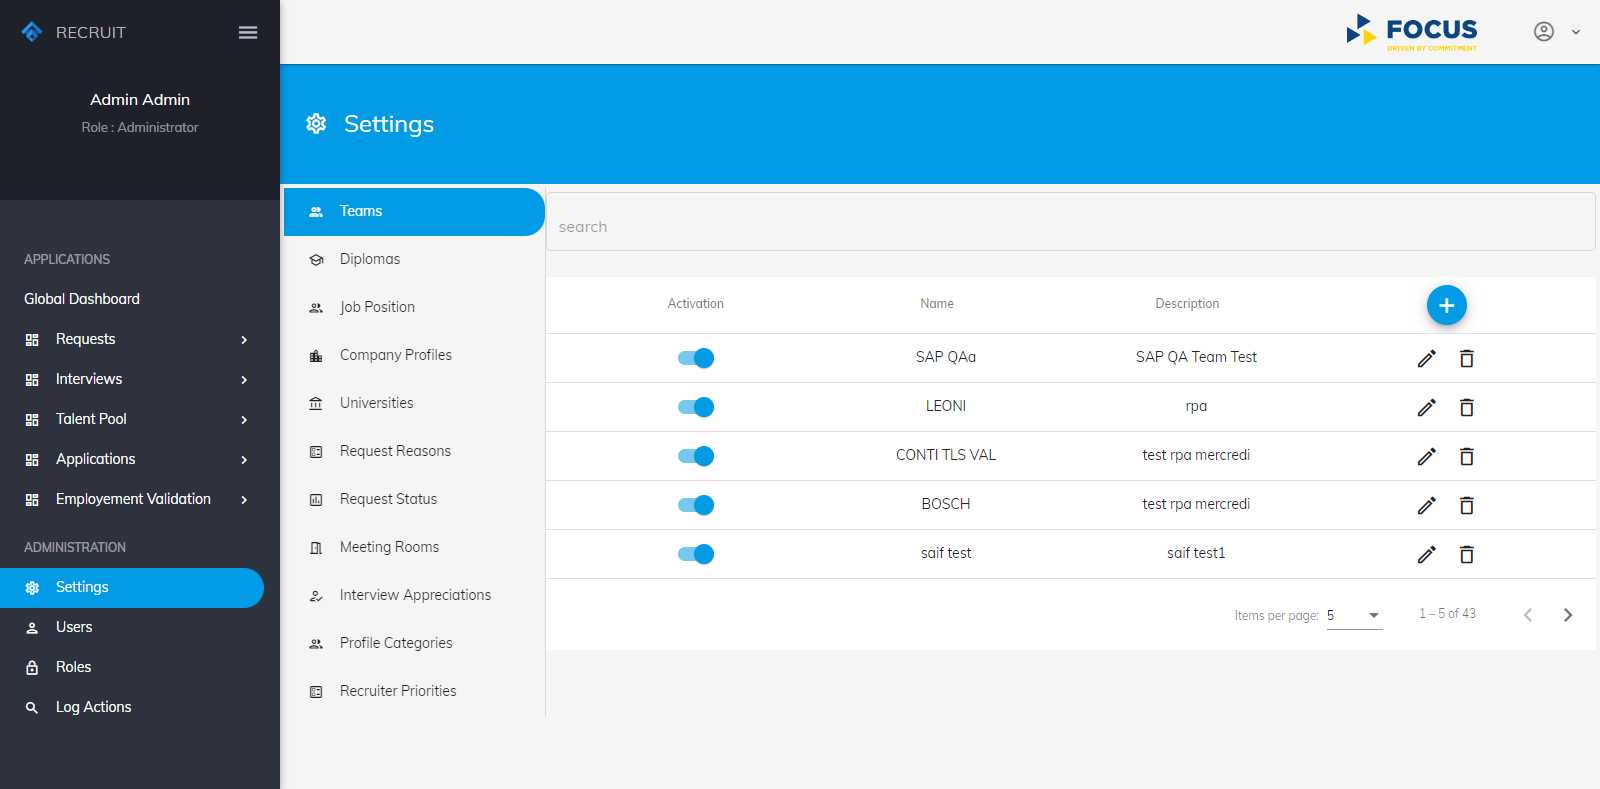 RECRUIT
Admin Admin
Role : Administrator
APPLICATIONS
Global Dashboard
Requests
Interviews
Talent Pool
Applications
Employement Validation
ADMINISTRATION
Settings
Users
Roles
Log Actions
FOCUS
DRIVEN BY COMMITMENT
Settings
Teams
Diplomas
Job Position
Company Profiles
Universities
Request Reasons
Request Status
Meeting Rooms
Interview Appreciations
Profile Categories
Recruiter Priorities
search
Activation Name Description
SAP QAa SAP QA Team Test
LEONI rpa
CONTI TLS VAL test rpa mercredi
BOSCH test rpa mercredi
saif test saif test1
Items per page: 5 1 – 5 of 43